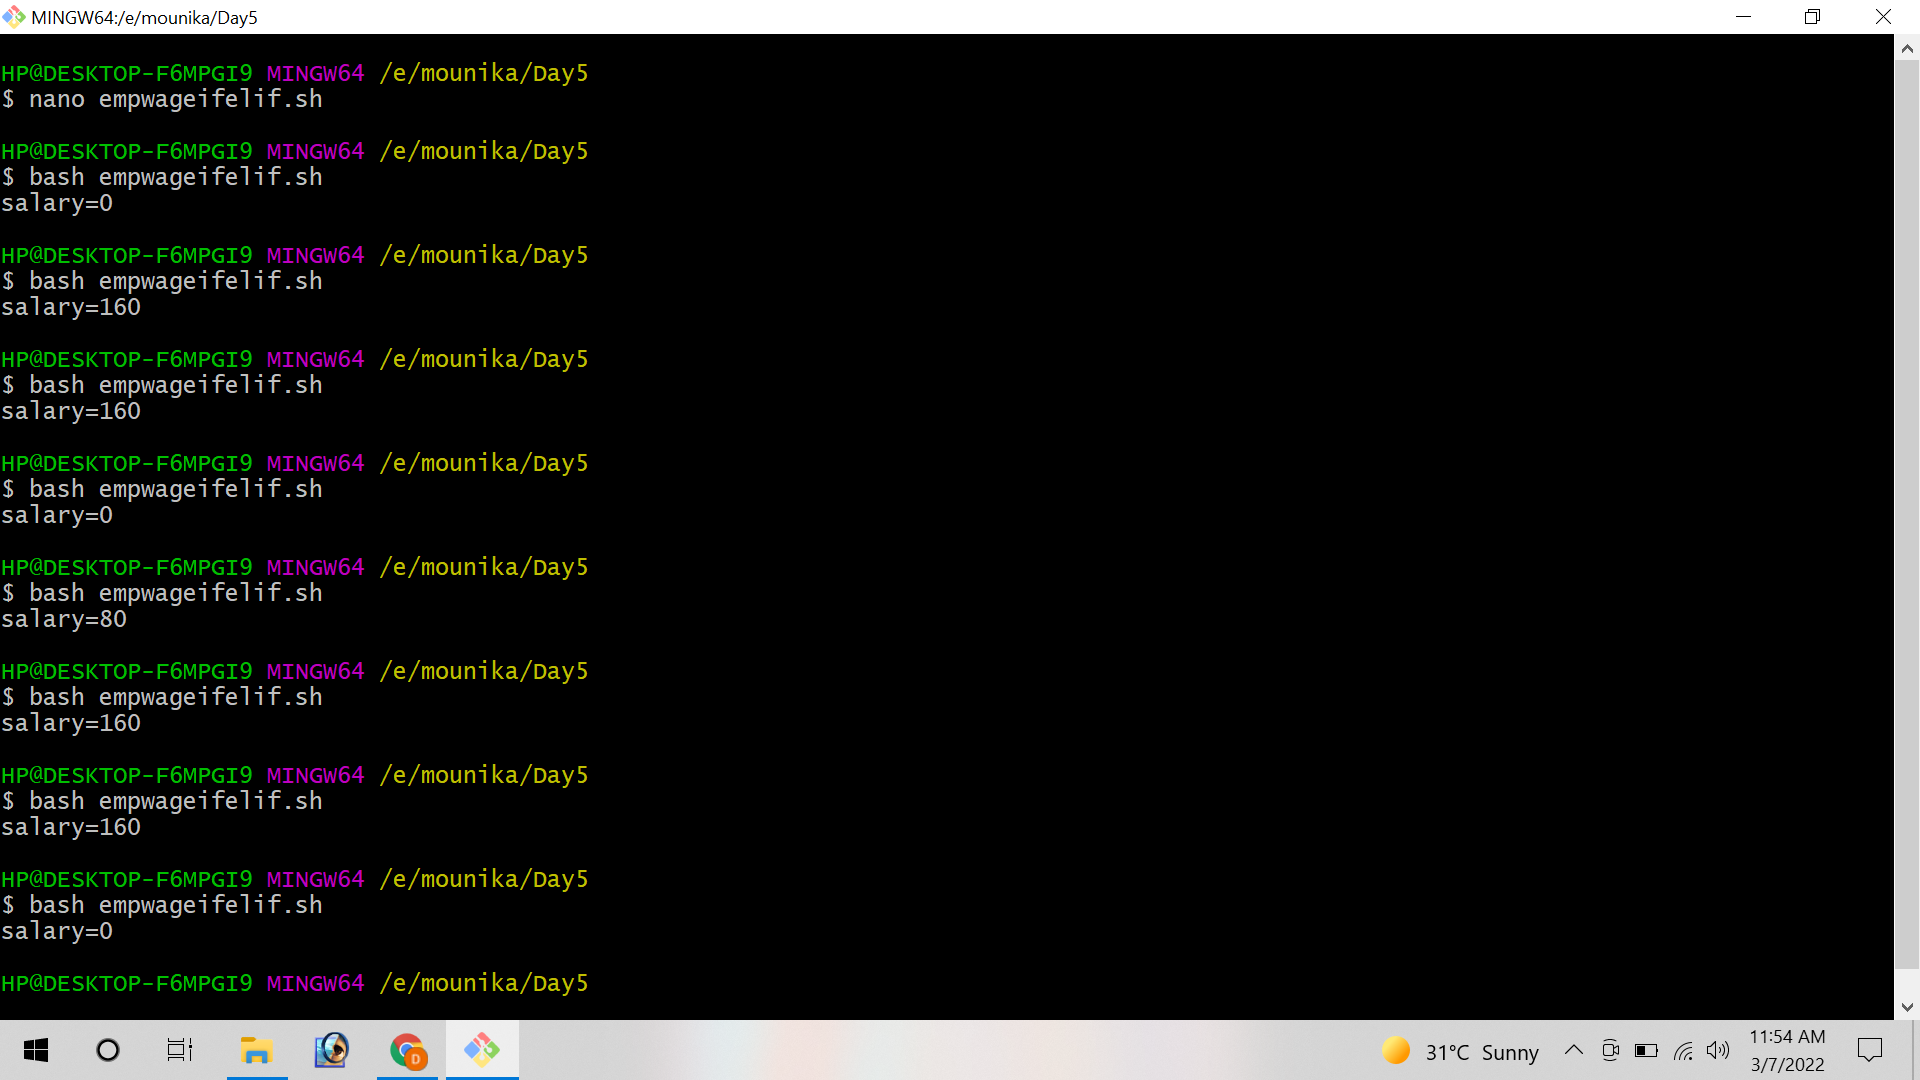 MINGW64:/e/mounika/Day5
HP@DESKTOP-F6MPGI9 MINGW64 /e/mounika/Day5
$ nano empwageifelif.sh
HP@DESKTOP-F6MPGI9 MINGW64 /e/mounika/Day5
$ bash empwageifelif.sh
salary=0
HP@DESKTOP-F6MPGI9 MINGW64 /e/mounika/Day5
$ bash empwageifelif.sh
salary=160
HP@DESKTOP-F6MPGI9 MINGW64 /e/mounika/Day5
$ bash empwageifelif.sh
salary=160
HP@DESKTOP-F6MPGI9 MINGW64 /e/mounika/Day5
$ bash empwageifelif.sh
salary=0
HP@DESKTOP-F6MPGI9 MINGW64 /e/mounika/Day5
$ bash empwageifelif.sh
salary=80
HP@DESKTOP-F6MPGI9 MINGW64 /e/mounika/Day5
$ bash empwageifelif.sh
salary=160
HP@DESKTOP-F6MPGI9 MINGW64 /e/mounika/Day5
$ bash empwageifelif.sh
salary=160
HP@DESKTOP-F6MPGI9 MINGW64 /e/mounika/Day5
$ bash empwageifelif.sh
salary=0
HP@DESKTOP-F6MPGI9 MINGW64 /e/mounika/Day5
D
31°C Sunny
11:54 AM
3/7/2022